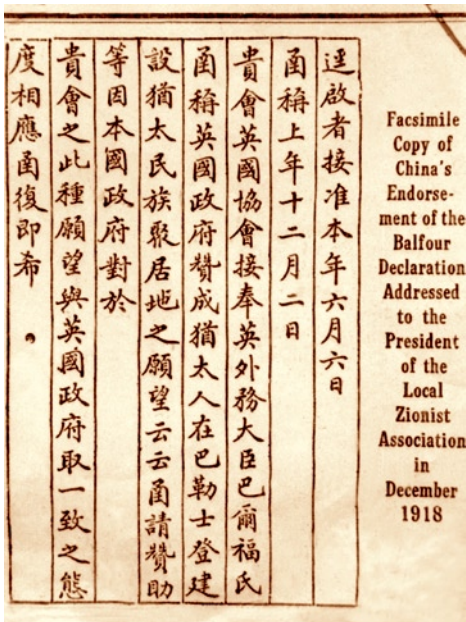 逕啟者接准本年六月六日
函稱上年十二月二日
貴會英國協會接奉英外務大臣巴爾福氏
函稱英國政府贊成猶太人在巴勒士登建
設猶太民族聚居地之願望云云函請贊助
等因本國政府對於
貴會之此種願望與英國政府取一致之態
度相應函復即希。
Facsimile
Copy of
China's
Endorse-
ment of the
Balfour
Declaration
Addressed
to the
President
of the
Local
Zionist
Association
in
December
1918